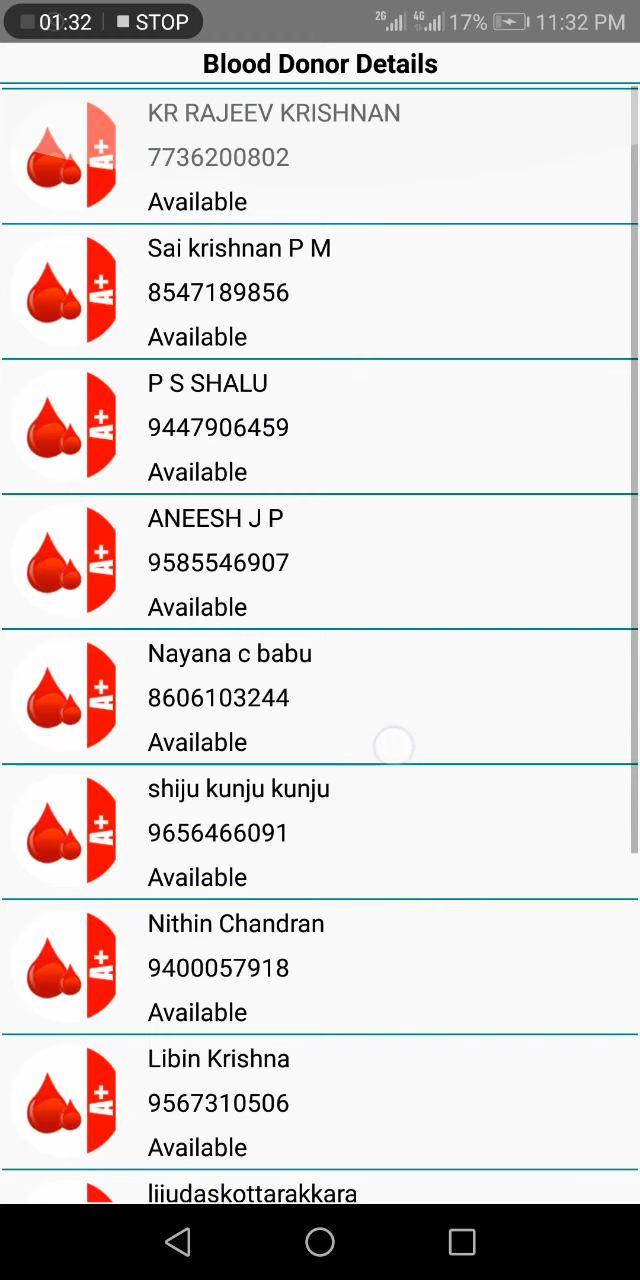 01:32 STOP 2G 4G 17% 11:32 PM
Blood Donor Details
KR RAJEEV KRISHNAN
7736200802
A+
Available
Sai krishnan P M
8547189856
A+
Available
P S SHALU
9447906459
A+
Available
ANEESH J P
9585546907
A+
Available
Nayana c babu
8606103244
A+
Available
shiju kunju kunju
9656466091
A+
Available
Nithin Chandran
9400057918
A+
Available
Libin Krishna
9567310506
A+
Available